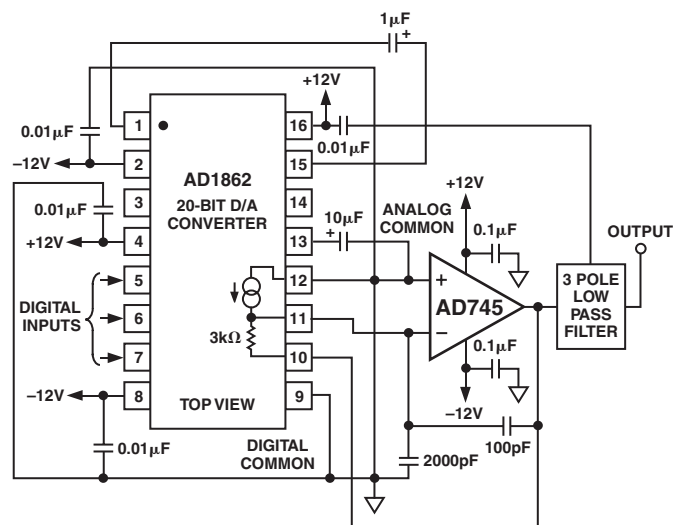 1μF
+
+12V
0.01μF
–12V
0.01μF
+12V
DIGITAL
INPUTS
–12V
0.01μF
1
2
3
4
5
6
7
8
AD1862
20-BIT D/A
CONVERTER
3kΩ
TOP VIEW
16
15
14
13
12
11
10
9
0.01μF
10μF
+
ANALOG
COMMON
+12V
0.1μF
+
–
AD745
0.1μF
–12V
OUTPUT
3 POLE
LOW
PASS
FILTER
DIGITAL
COMMON
2000pF
100pF